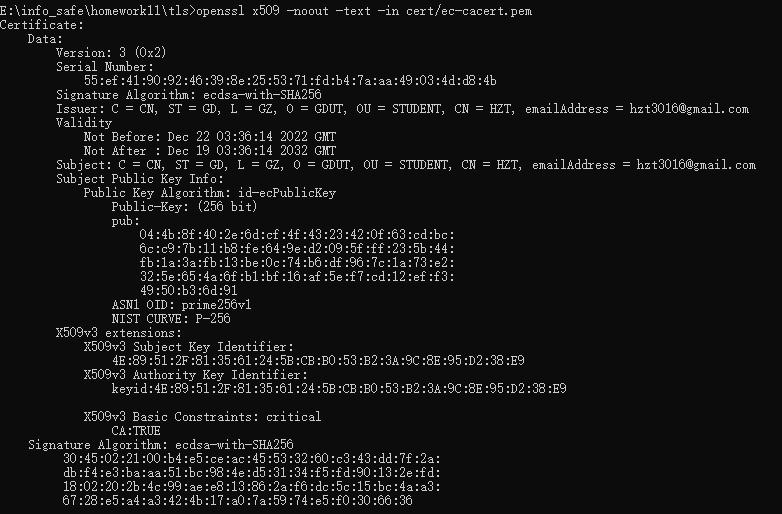 E:\info_safe\homework11\tls>openssl x509 -noout -text -in cert/ec-cacert.pem
Certificate:
Data:
Version: 3 (0x2)
Serial Number:
55:ef:41:90:92:46:39:8e:25:53:71:fd:b4:7a:aa:49:03:4d:d8:4b
Signature Algorithm: ecdsa-with-SHA256
Issuer: C = CN, ST = GD, L = GZ, O = GDUT, OU = STUDENT, CN = HZT, emailAddress = hzt3016@gmail.com
Validity
Not Before: Dec 22 03:36:14 2022 GMT
Not After : Dec 19 03:36:14 2032 GMT
Subject: C = CN, ST = GD, L = GZ, O = GDUT, OU = STUDENT, CN = HZT, emailAddress = hzt3016@gmail.com
Subject Public Key Info:
Public Key Algorithm: id-ecPublicKey
Public-Key: (256 bit)
pub:
04:4b:8f:40:2e:6d:cf:4f:43:23:42:0f:63:cd:bc:
6c:c9:7b:11:b8:fe:64:9e:d2:09:5f:ff:23:5b:44:
fb:1a:3a:fb:13:be:0c:74:b6:df:96:7c:1a:73:e2:
32:5e:65:4a:6f:b1:bf:16:af:5e:f7:cd:12:ef:f3:
49:50:b3:6d:91
ASN1 OID: prime256v1
NIST CURVE: P-256
X509v3 extensions:
X509v3 Subject Key Identifier:
4E:89:51:2F:81:35:61:24:5B:CB:B0:53:B2:3A:9C:8E:95:D2:38:E9
X509v3 Authority Key Identifier:
keyid:4E:89:51:2F:81:35:61:24:5B:CB:B0:53:B2:3A:9C:8E:95:D2:38:E9
X509v3 Basic Constraints: critical
CA:TRUE
Signature Algorithm: ecdsa-with-SHA256
30:45:02:21:00:b4:e5:ce:ac:45:53:32:60:c3:43:dd:7f:2a:
db:f4:e3:ba:aa:51:bc:98:4e:d5:31:34:f5:fd:90:13:2e:fd:
18:02:20:2b:4c:99:ae:e8:13:86:2a:f6:dc:5c:15:bc:4a:a3:
67:28:e5:a4:a3:42:4b:17:a0:7a:59:74:e5:f0:30:66:36